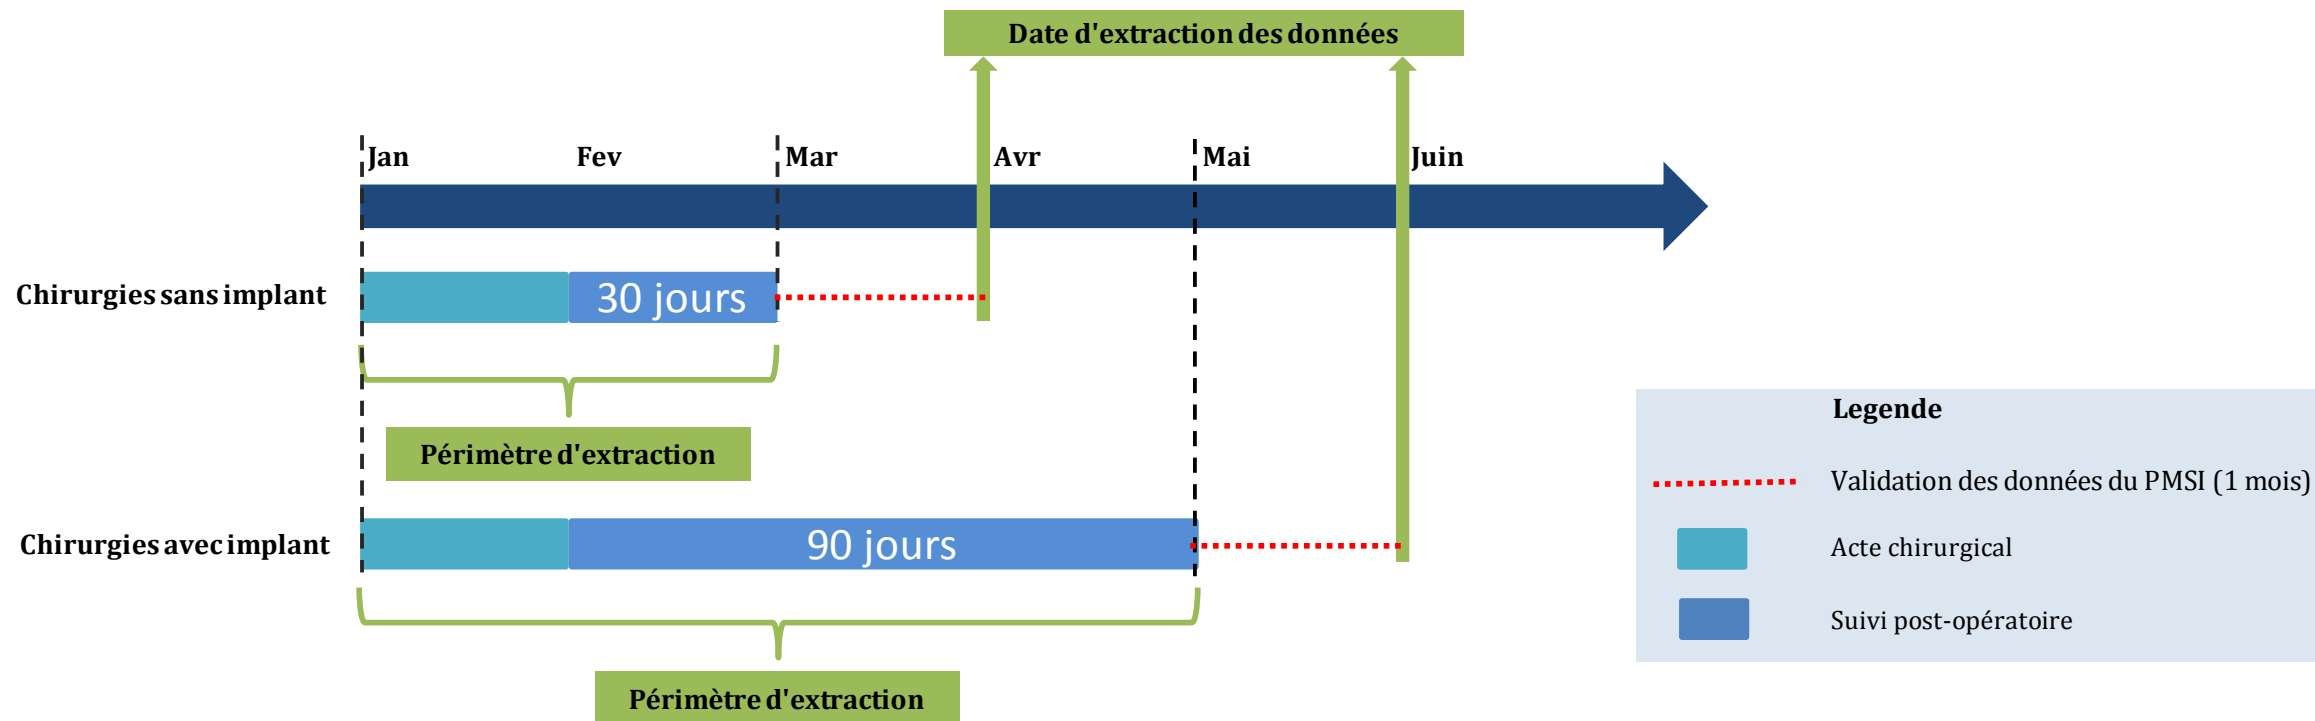 Date d'extraction des données
Jan Fev Mar Avr Mai Juin
Chirurgies sans implant
30 jours
Périmètre d'extraction
Chirurgies avec implant
90 jours
Périmètre d'extraction
Legende
Validation des données du PMSI (1 mois)
Acte chirurgical
Suivi post-opératoire